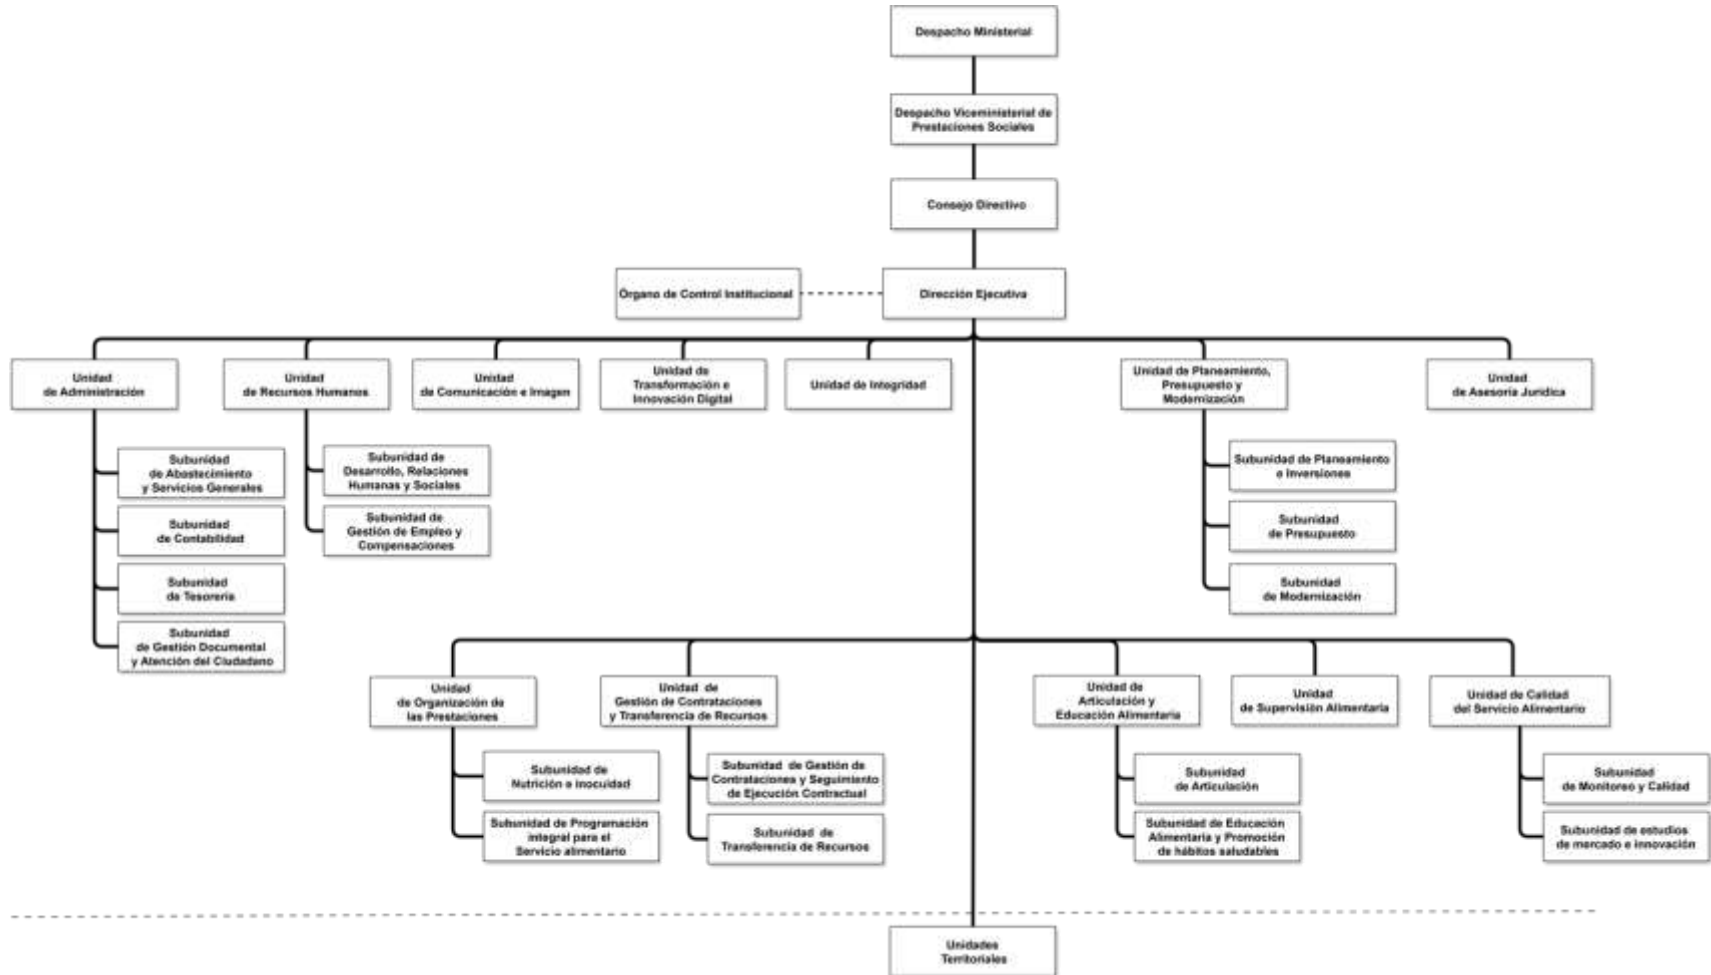 Despacho Ministerial
Despacho Viceministerial de
Prestaciones Sociales
Consejo Directivo
Órgano de Control Institucional
Dirección Ejecutiva
Unidad
de Administración
Unidad
de Recursos Humanos
Unidad
de Comunicación e Imagen
Unidad de
Transformación e
Innovación Digital
Unidad de Integridad
Unidad de Planeamiento,
Presupuesto y
Modernización
Unidad
de Asesoría Jurídica
Subunidad
de Abastecimiento
y Servicios Generales
Subunidad
de Contabilidad
Subunidad
de Tesorería
Subunidad
de Gestión Documental
y Atención del Ciudadano
Subunidad de
Desarrollo, Relaciones
Humanas y Sociales
Subunidad de
Gestión de Empleo y
Compensaciones
Subunidad de Planeamiento
e Inversiones
Subunidad
de Presupuesto
Subunidad
de Modernización
Unidad
de Organización de
las Prestaciones
Unidad de
Gestión de Contrataciones
y Transferencia de Recursos
Unidad de
Articulación y
Educación Alimentaria
Unidad
de Supervisión Alimentaria
Unidad de Calidad
del Servicio Alimentario
Subunidad de
Nutrición e inocuidad
Subunidad de Programación
integral para el
Servicio alimentario
Subunidad de Gestión de
Contrataciones y Seguimiento
de Ejecución Contractual
Subunidad de
Transferencia de Recursos
Subunidad
de Articulación
Subunidad de Educación
Alimentaria y Promoción
de hábitos saludables
Subunidad
de Monitoreo y Calidad
Subunidad de estudios
de mercado e innovación
Unidades
Territoriales